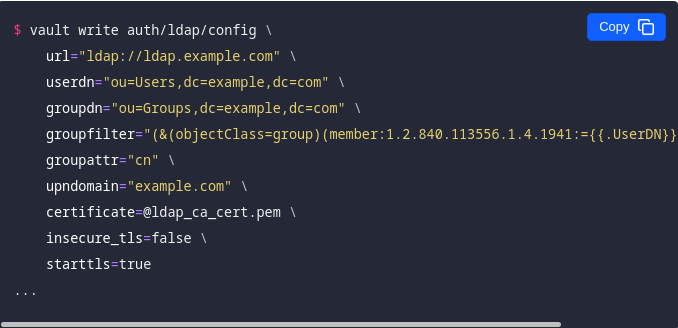 $ vault write auth/ldap/config \
Copy
url="ldap://ldap.example.com" \
userdn="ou=Users,dc=example,dc=com" \
groupdn="ou=Groups,dc=example,dc=com" \
groupfilter="(&(objectClass=group)(member:1.2.840.113556.1.4.1941:={{.UserDN}}
groupattr="cn" \
upndomain="example.com" \
certificate=@ldap_ca_cert.pem \
insecure_tls=false \
starttls=true
...